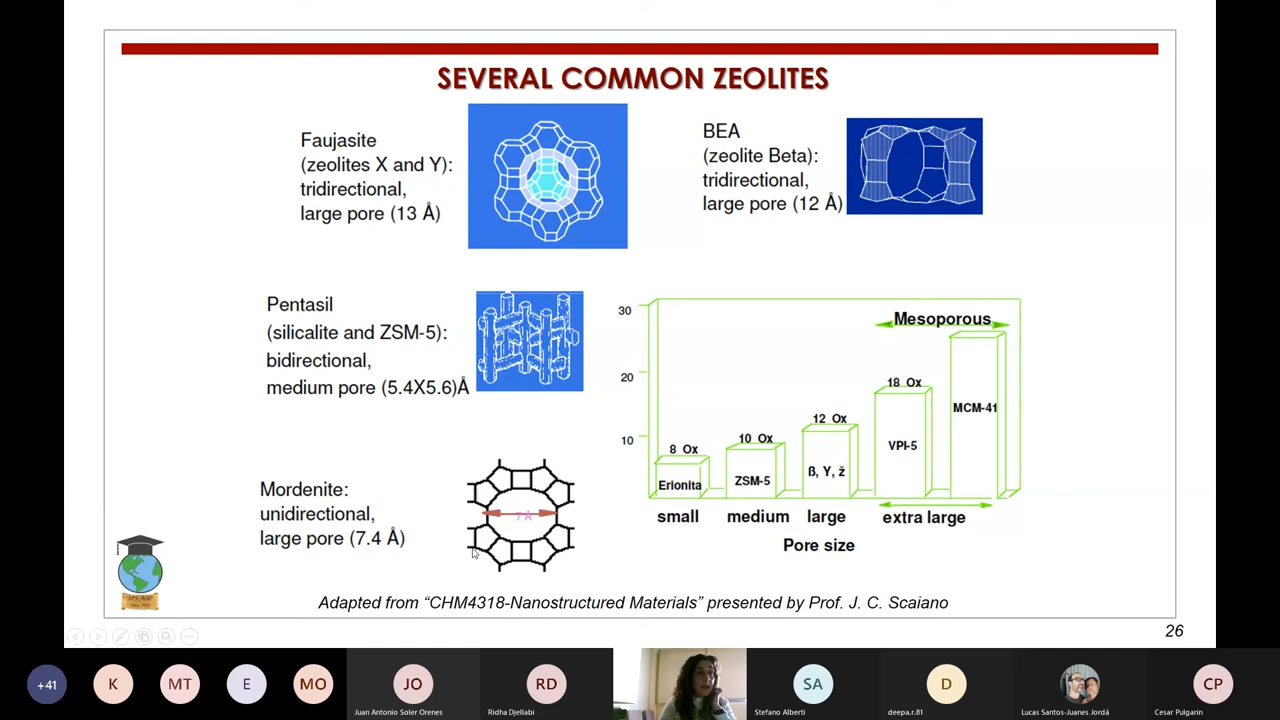 SEVERAL COMMON ZEOLITES
Faujasite
(zeolites X and Y):
tridirectional,
large pore (13 Å)
BEA
(zeolite Beta):
tridirectional,
large pore (12 Å)
Pentasil
(silicalite and ZSM-5):
bidirectional,
medium pore (5.4X5.6)Å
Mordenite:
unidirectional,
large pore (7.4 Å)
7 Å
30
20
10
Mesoporous
8 Ox
10 Ox
12 Ox
18 Ox
Erionita
ZSM-5
ß, Y, ž
VPI-5
MCM-41
small
medium
large
extra large
Pore size
Adapted from “CHM4318-Nanostructured Materials” presented by Prof. J. C. Scaiano
26
+41
K
MT
E
MO
JO
Juan Antonio Soler Orenes
RD
Ridha Djellabi
SA
Stefano Alberti
D
deepa.r.81
Lucas Santos-Juanes Jordá
CP
Cesar Pulgarin